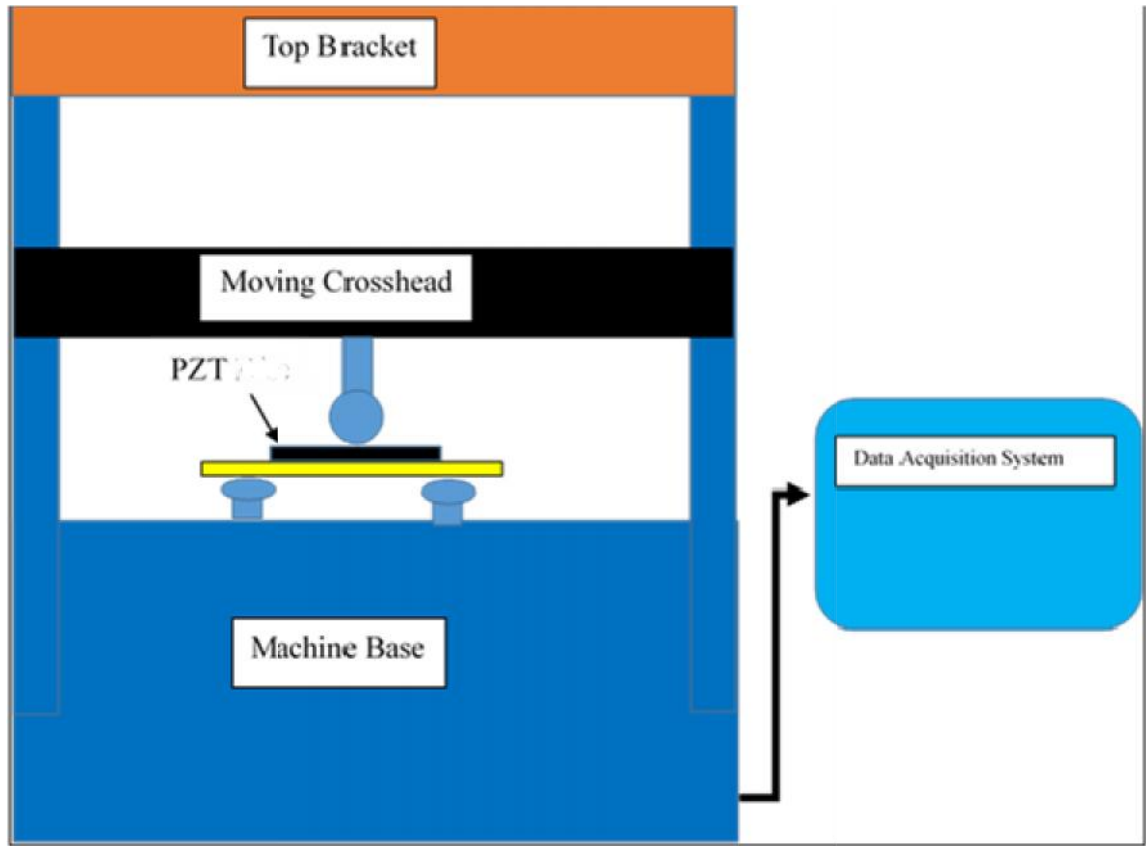 Top Bracket
Moving Crosshead
PZT
Data Acquisition System
Machine Base